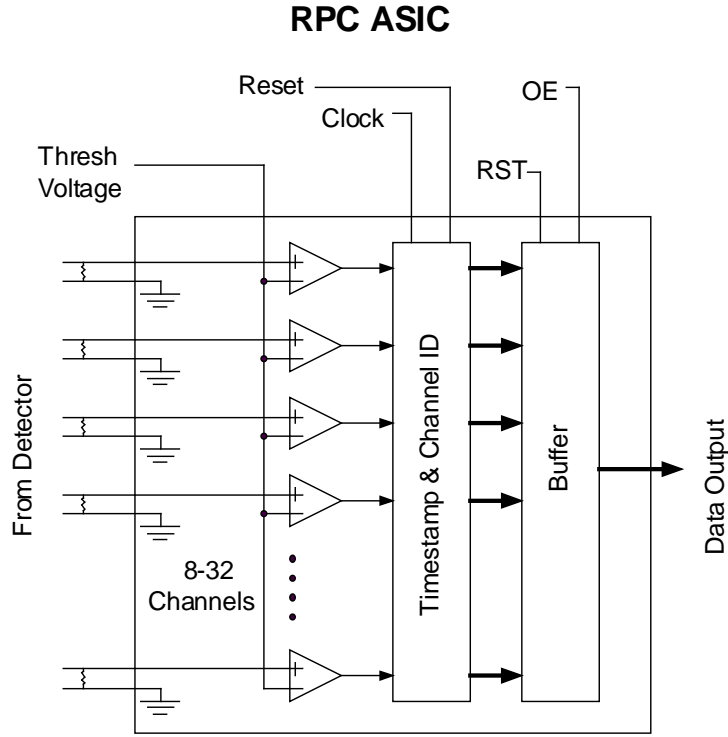 RPC ASIC
Reset
OE
Clock
Thresh
Voltage
RST
From Detector
Timestamp & Channel ID
Buffer
Data Output
8-32
Channels